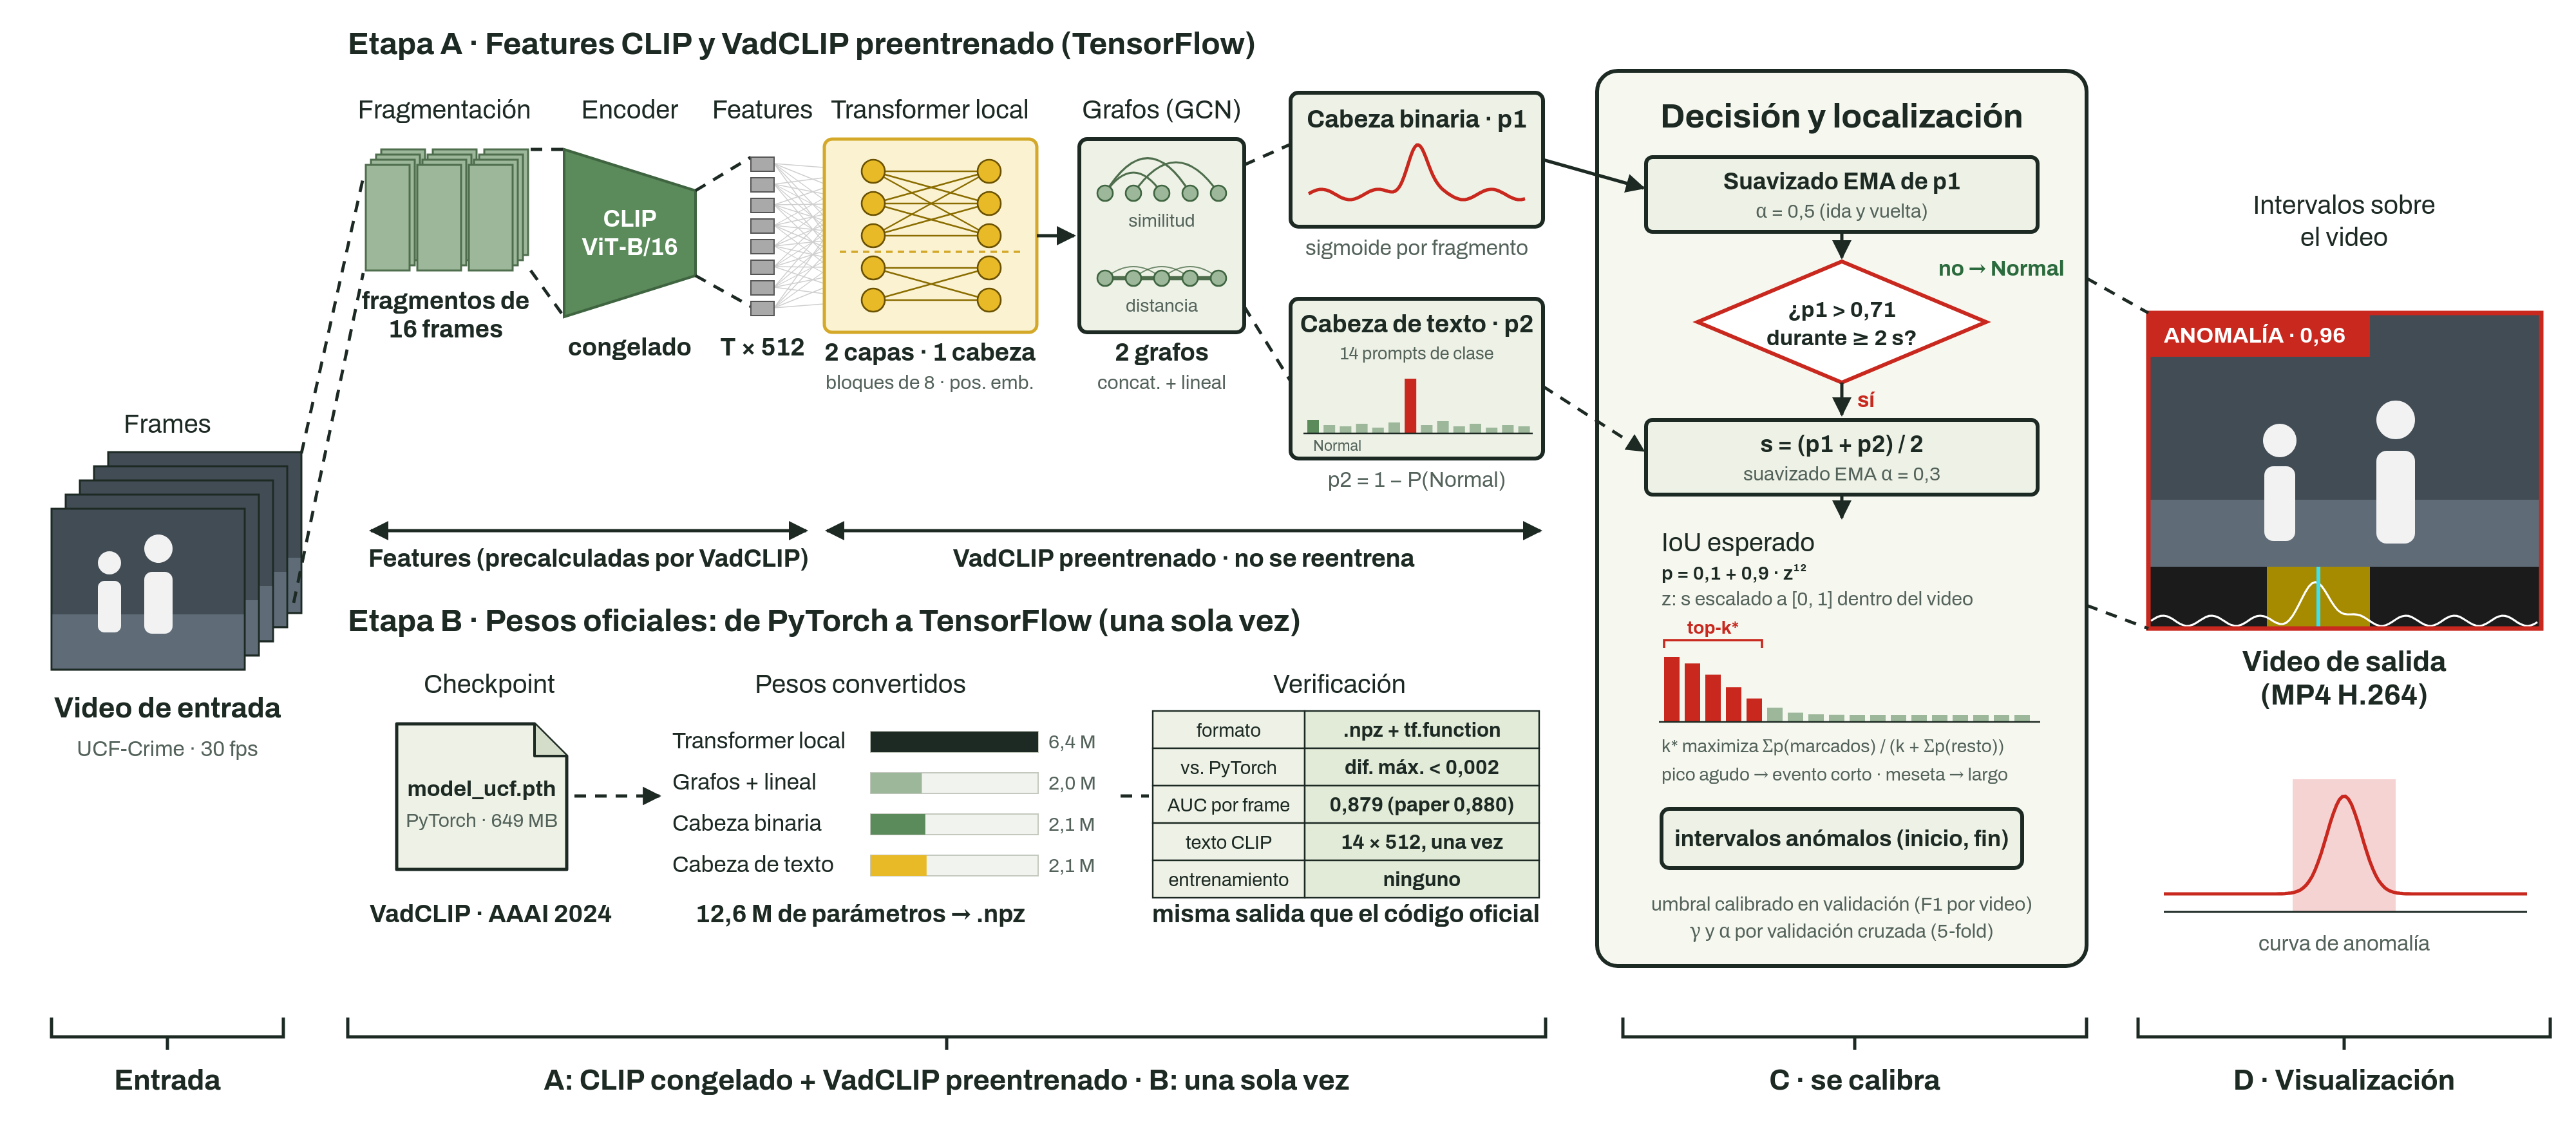 Etapa A · Features CLIP y VadCLIP preentrenado (TensorFlow)
Fragmentación
Encoder
Features
Transformer local
Grafos (GCN)
CLIP
ViT-B/16
fragmentos de
16 frames
congelado
T × 512
2 capas · 1 cabeza
bloques de 8 · pos. emb.
similitud
distancia
2 grafos
concat. + lineal
Cabeza binaria · p1
sigmoide por fragmento
Cabeza de texto · p2
14 prompts de clase
Normal
p2 = 1 − P(Normal)
Features (precalculadas por VadCLIP)
VadCLIP preentrenado · no se reentrena
Frames
Video de entrada
UCF-Crime · 30 fps
Etapa B · Pesos oficiales: de PyTorch a TensorFlow (una sola vez)
Checkpoint
model_ucf.pth
PyTorch · 649 MB
VadCLIP · AAAI 2024
Pesos convertidos
Transformer local 6,4 M
Grafos + lineal 2,0 M
Cabeza binaria 2,1 M
Cabeza de texto 2,1 M
12,6 M de parámetros → .npz
Verificación
formato .npz + tf.function
vs. PyTorch dif. máx. < 0,002
AUC por frame 0,879 (paper 0,880)
texto CLIP 14 × 512, una vez
entrenamiento ninguno
misma salida que el código oficial
Decisión y localización
Suavizado EMA de p1
α = 0,5 (ida y vuelta)
no → Normal
¿p1 > 0,71
durante ≥ 2 s?
sí
s = (p1 + p2) / 2
suavizado EMA α = 0,3
IoU esperado
p = 0,1 + 0,9 · z¹²
z: s escalado a [0, 1] dentro del video
top-k*
k* maximiza Σp(marcados) / (k + Σp(resto))
pico agudo → evento corto · meseta → largo
intervalos anómalos (inicio, fin)
umbral calibrado en validación (F1 por video)
γ y α por validación cruzada (5-fold)
Intervalos sobre
el video
ANOMALÍA · 0,96
Video de salida
(MP4 H.264)
curva de anomalía
Entrada
A: CLIP congelado + VadCLIP preentrenado · B: una sola vez
C · se calibra
D · Visualización